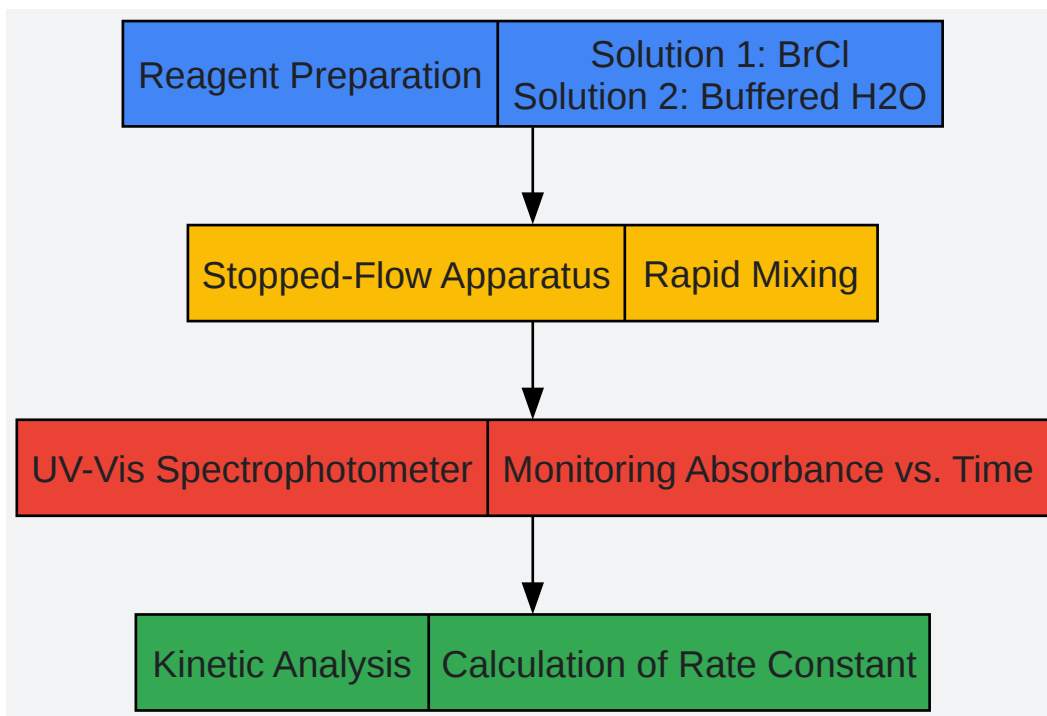 Reagent Preparation
Solution 1: BrCl
Solution 2: Buffered H2O
Stopped-Flow Apparatus
Rapid Mixing
UV-Vis Spectrophotometer
Monitoring Absorbance vs. Time
Kinetic Analysis
Calculation of Rate Constant